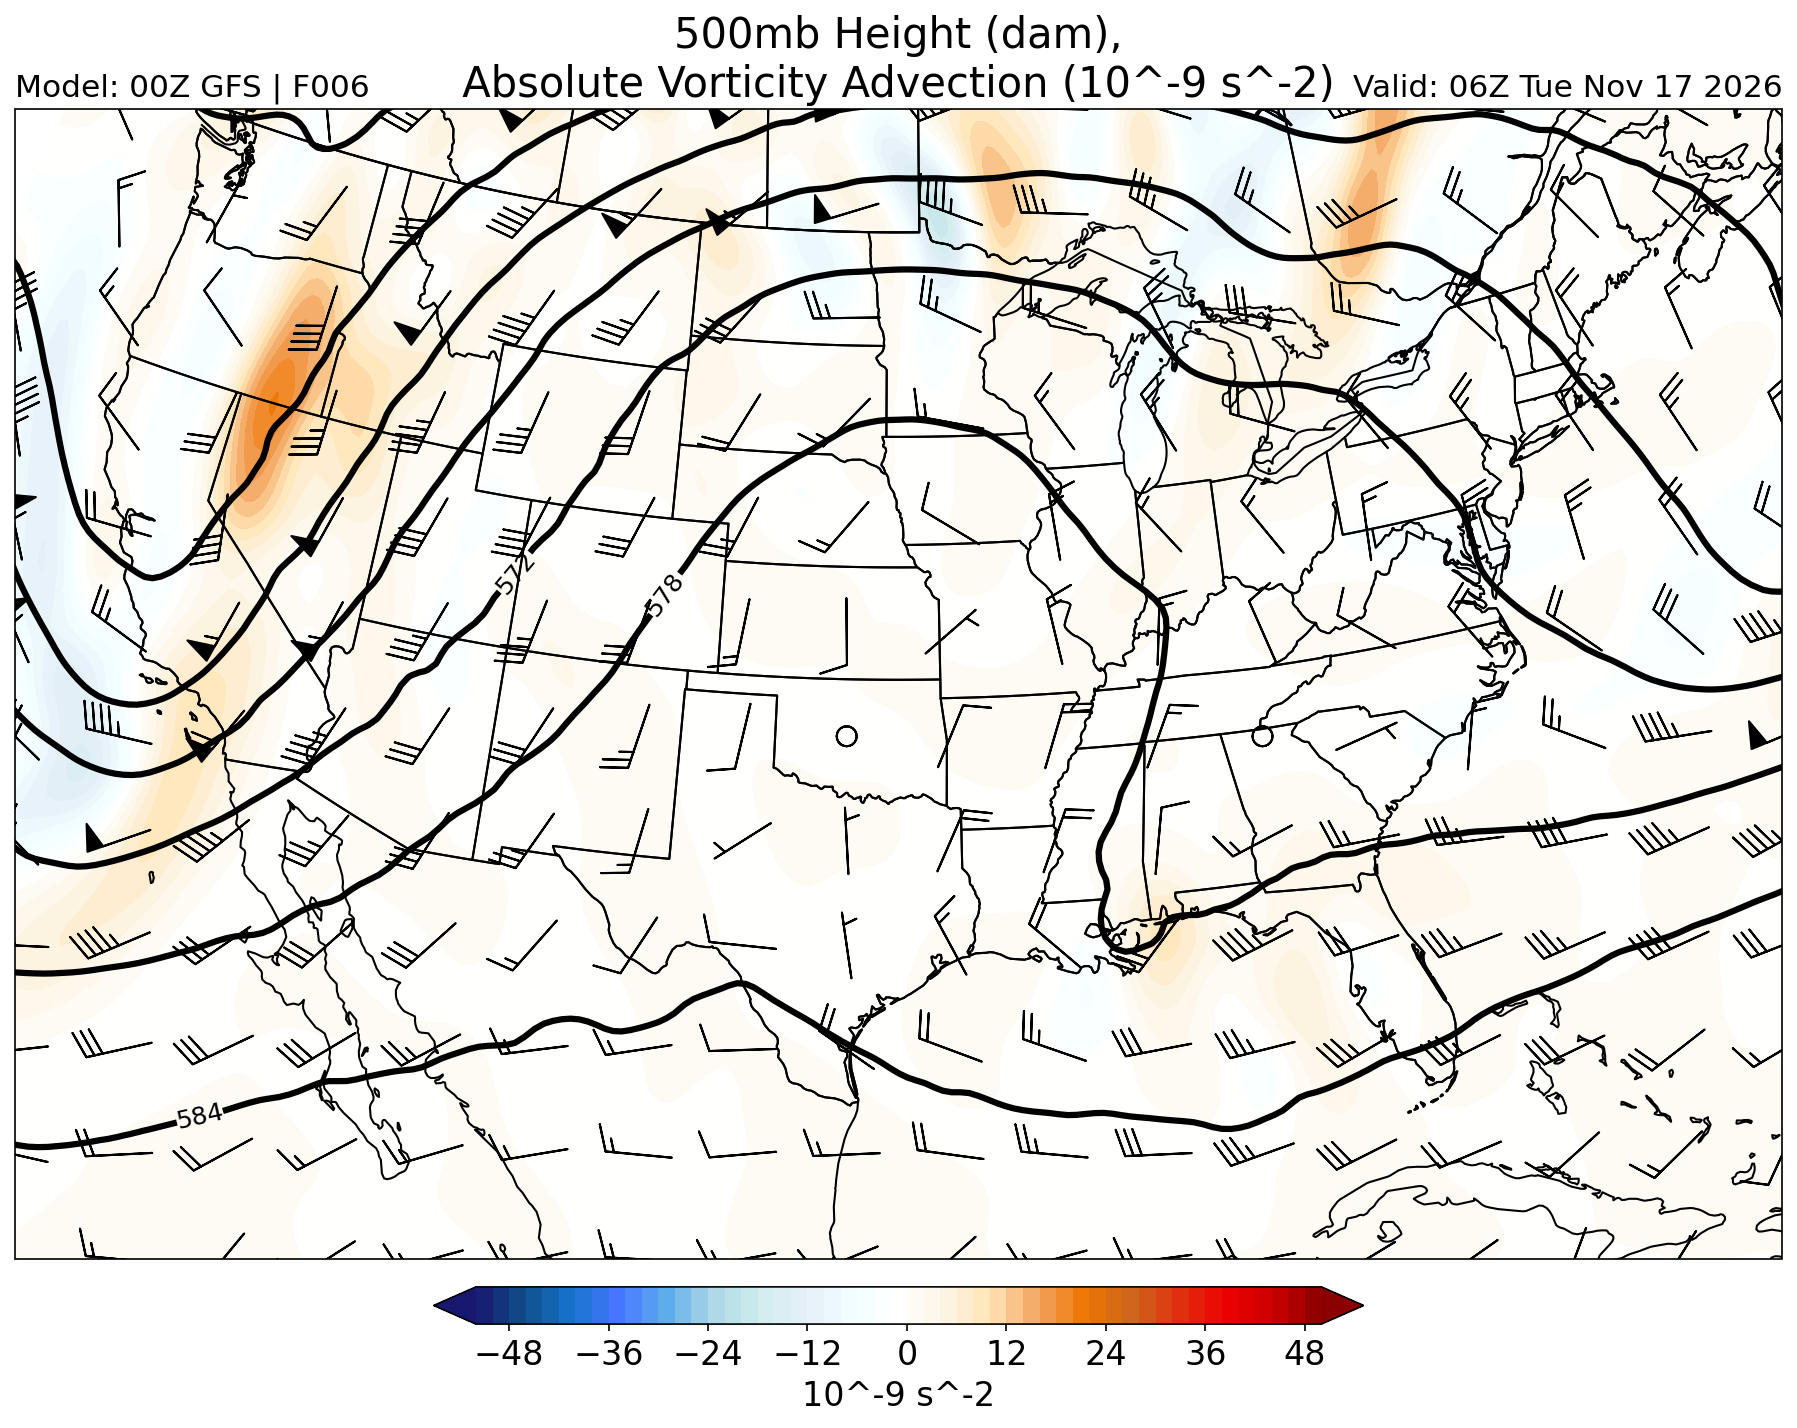 500mb Height (dam),
Model: 00Z GFS | F006
Absolute Vorticity Advection (10^-9 s^-2)
Valid: 06Z Tue Nov 17 2026
572
578
584
−48 −36 −24 −12 0 12 24 36 48
10^-9 s^-2